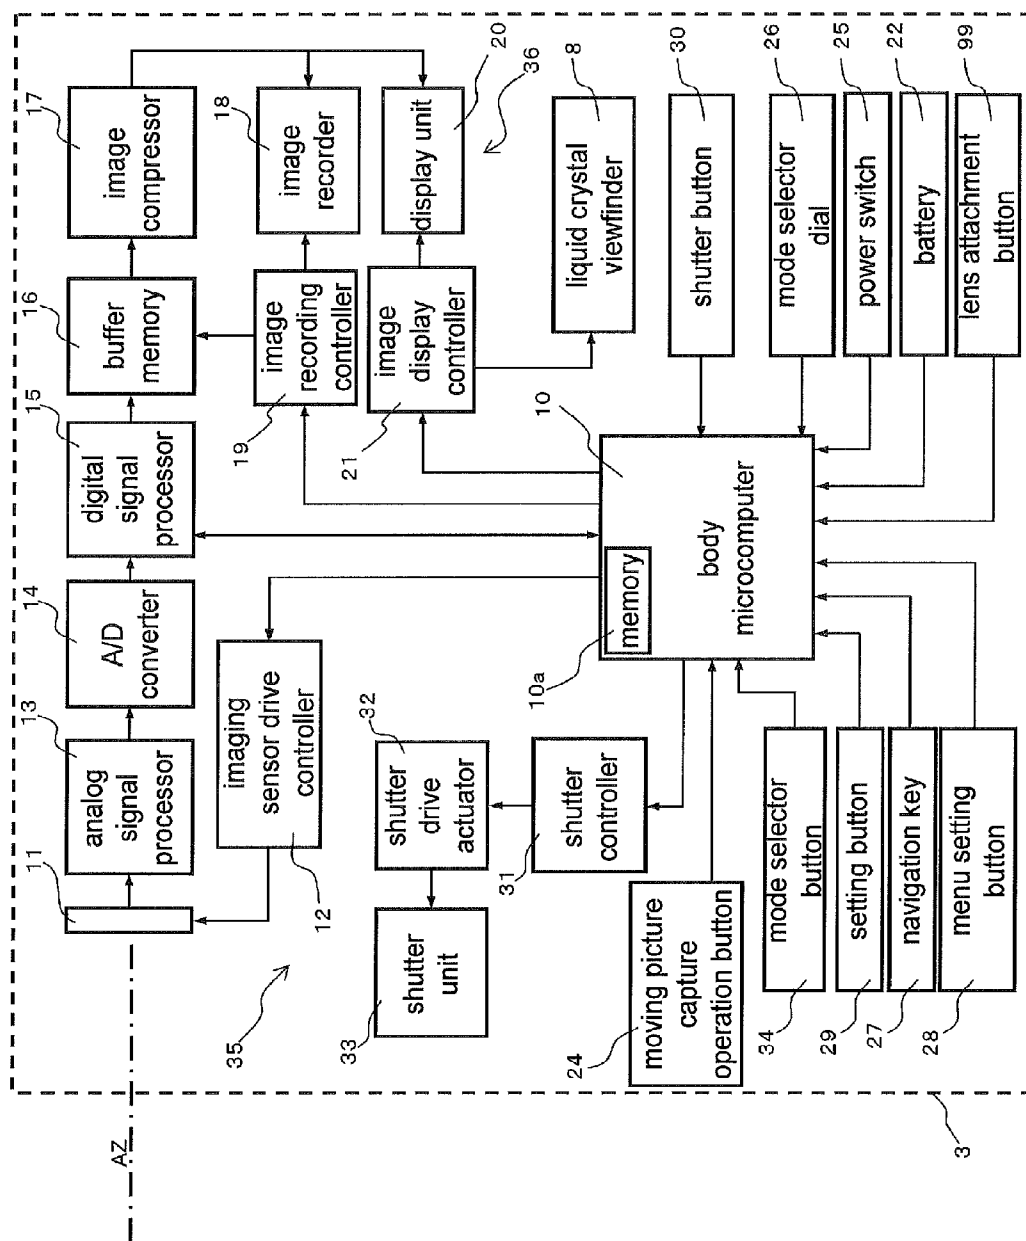 AZ
3
35
36
11
analog
signal
processor
13
A/D
converter
14
digital
signal
processor
15
buffer
memory
16
image
compressor
17
imaging
sensor drive
controller
12
image
recording
controller
19
image
recorder
18
image
display
controller
21
display unit
20
liquid crystal
viewfinder
8
shutter
unit
33
shutter
drive
actuator
32
shutter
controller
31
memory
10a
body
microcomputer
10
shutter button
30
mode selector
dial
26
power switch
25
battery
22
lens attachment
button
99
moving picture
capture
operation button
24
mode selector
button
34
setting button
29
navigation key
27
menu setting
button
28